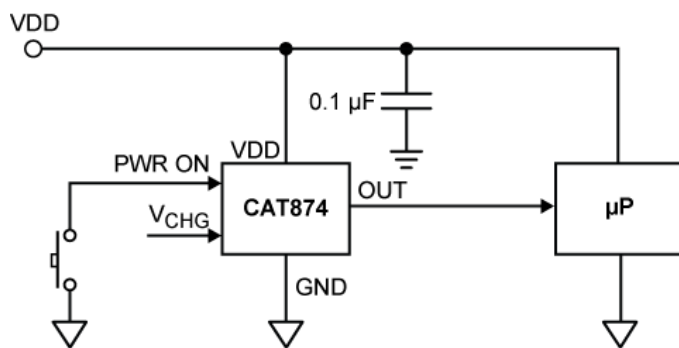 VDD
0.1 µF
VDD
PWR ON
CAT874
OUT
µP
VCHG
GND